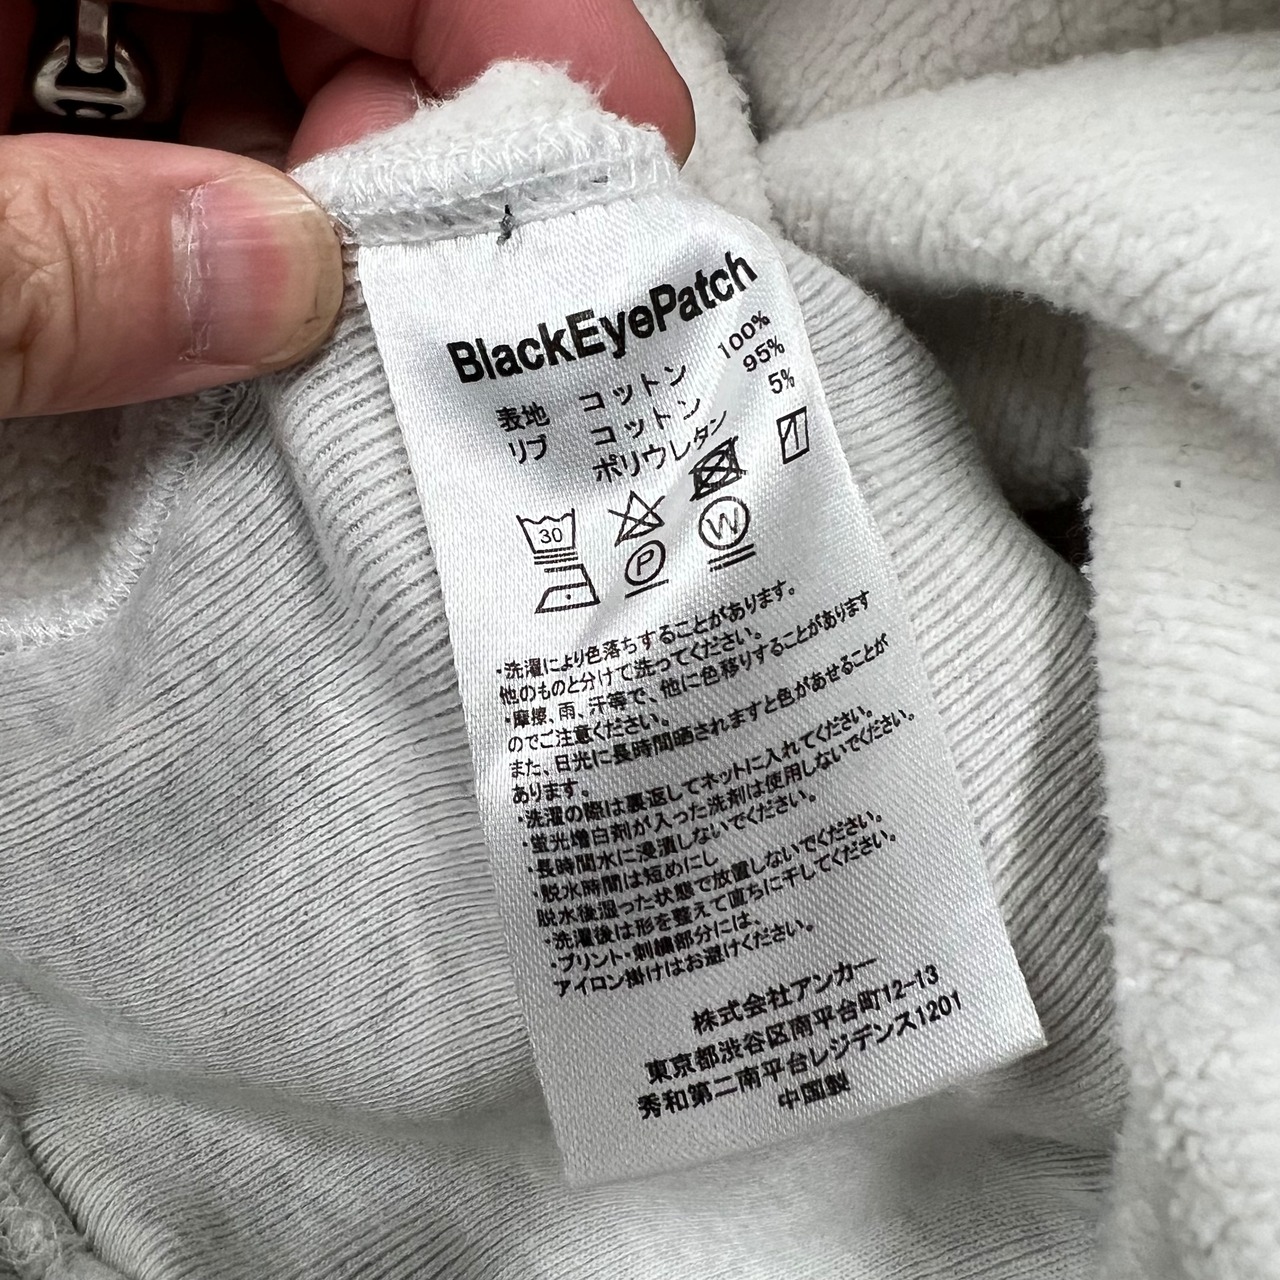 BlackEyePatch
表地 コットン 100%
リブ コットン 95%
ポリウレタン 5%
30
P
W
・洗濯により色落ちすることがあります。
他のものと分けて洗ってください。
・摩擦、雨、汗等で、他に色移りすることがあります
のでご注意ください。
また、日光に長時間晒されますと色があせることが
あります。
・洗濯の際は裏返してネットに入れてください。
・蛍光増白剤が入った洗剤は使用しないでください。
・長時間水に浸漬しないでください。
・脱水時間は短めにし
脱水後湿った状態で放置しないでください。
・洗濯後は形を整えて直ちに干してください。
・プリント・刺繍部分には、
アイロン掛けはお避けください。
株式会社アンカー
東京都渋谷区南平台町12-13
秀和第二南平台レジデンス1201
中国製